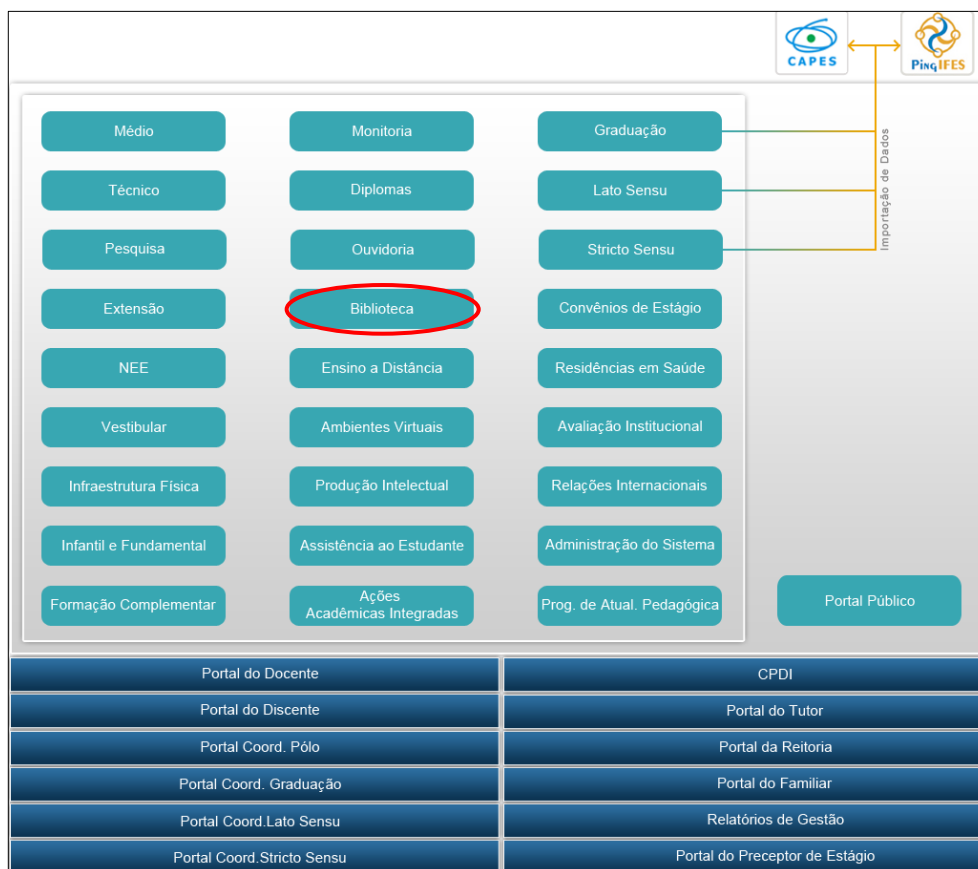 CAPES
PingIFES
Importação de Dados
Médio
Monitoria
Graduação
Técnico
Diplomas
Lato Sensu
Pesquisa
Ouvidoria
Stricto Sensu
Extensão
Biblioteca
Convênios de Estágio
NEE
Ensino a Distância
Residências em Saúde
Vestibular
Ambientes Virtuais
Avaliação Institucional
Infraestrutura Física
Produção Intelectual
Relações Internacionais
Infantil e Fundamental
Assistência ao Estudante
Administração do Sistema
Formação Complementar
Ações
Acadêmicas Integradas
Prog. de Atual. Pedagógica
Portal Público
Portal do Docente
CPDI
Portal do Discente
Portal do Tutor
Portal Coord. Pólo
Portal da Reitoria
Portal Coord. Graduação
Portal do Familiar
Portal Coord.Lato Sensu
Relatórios de Gestão
Portal Coord.Stricto Sensu
Portal do Preceptor de Estágio